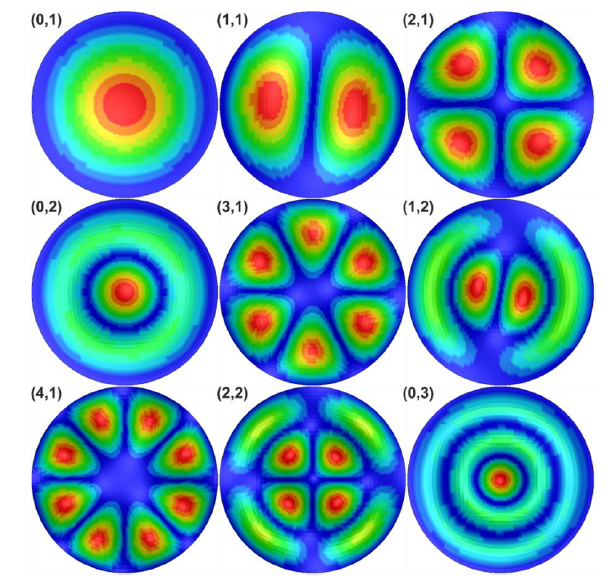 (0,1) (1,1) (2,1)
(0,2) (3,1) (1,2)
(4,1) (2,2) (0,3)